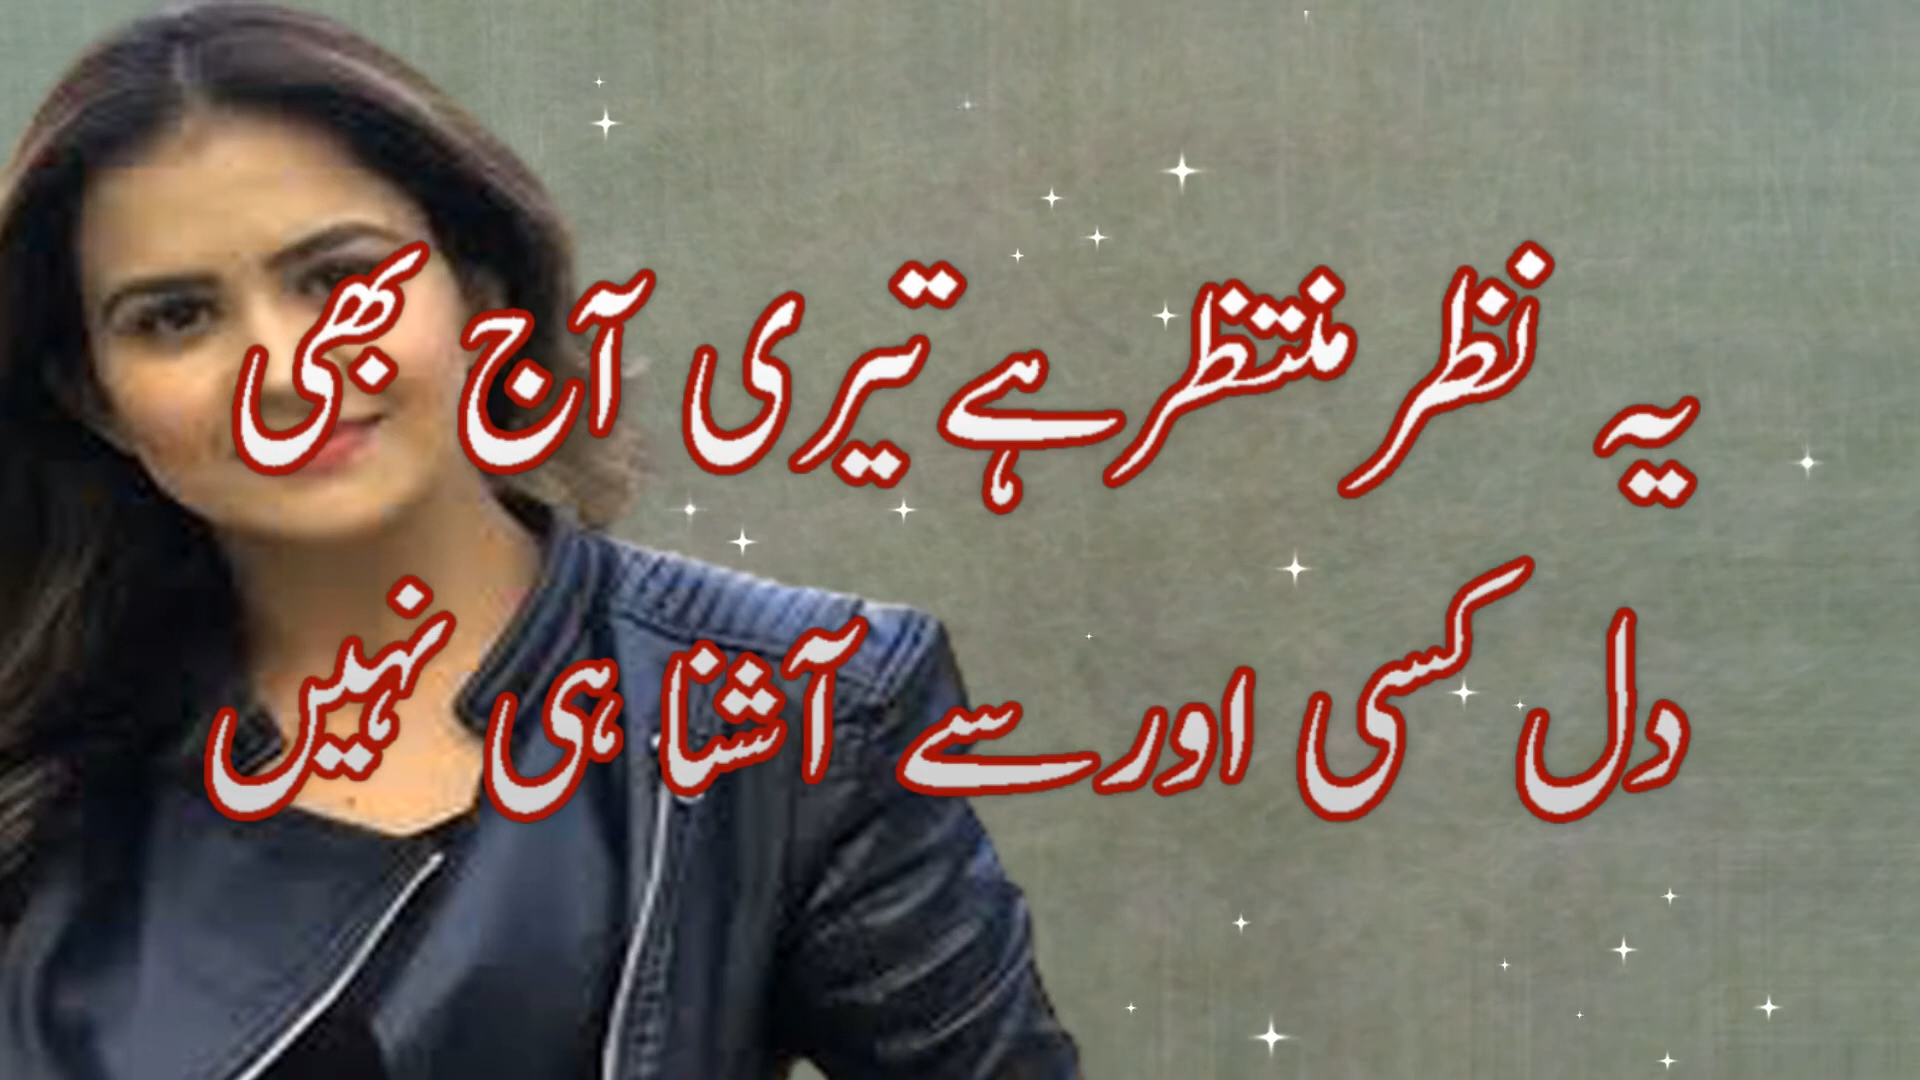 یہ نظر منتظر ہے تیری آج بھی
دل کسی اور سے آشنا ہی نہیں